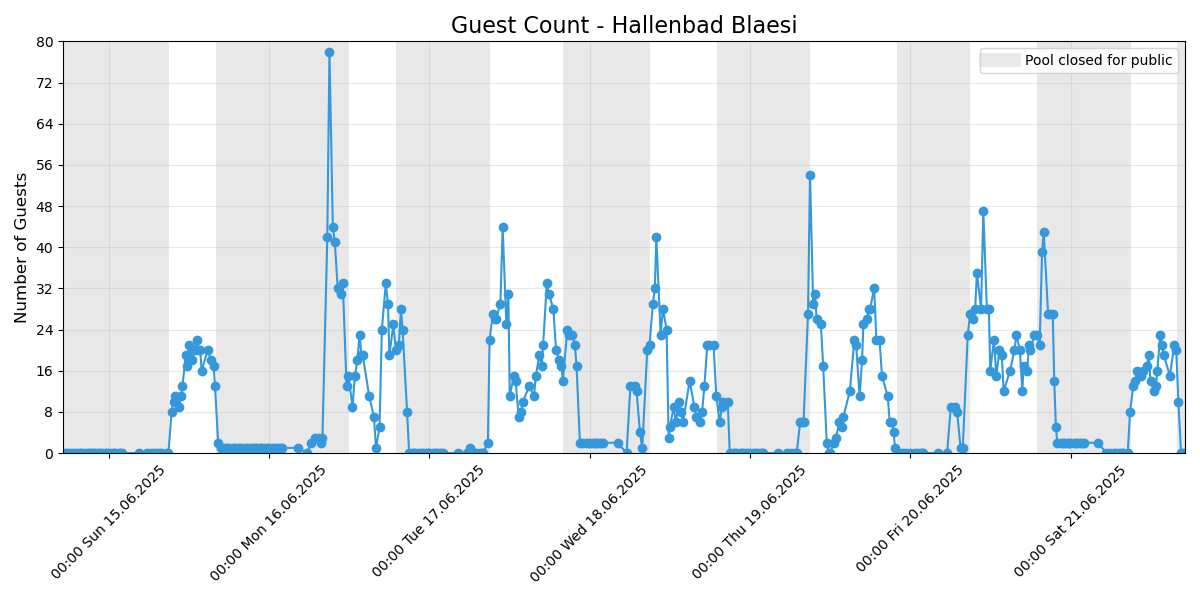 Guest Count - Hallenbad Blaesi
Pool closed for public
Number of Guests
80
72
64
56
48
40
32
24
16
8
0
00:00 Sun 15.06.2025
00:00 Mon 16.06.2025
00:00 Tue 17.06.2025
00:00 Wed 18.06.2025
00:00 Thu 19.06.2025
00:00 Fri 20.06.2025
00:00 Sat 21.06.2025